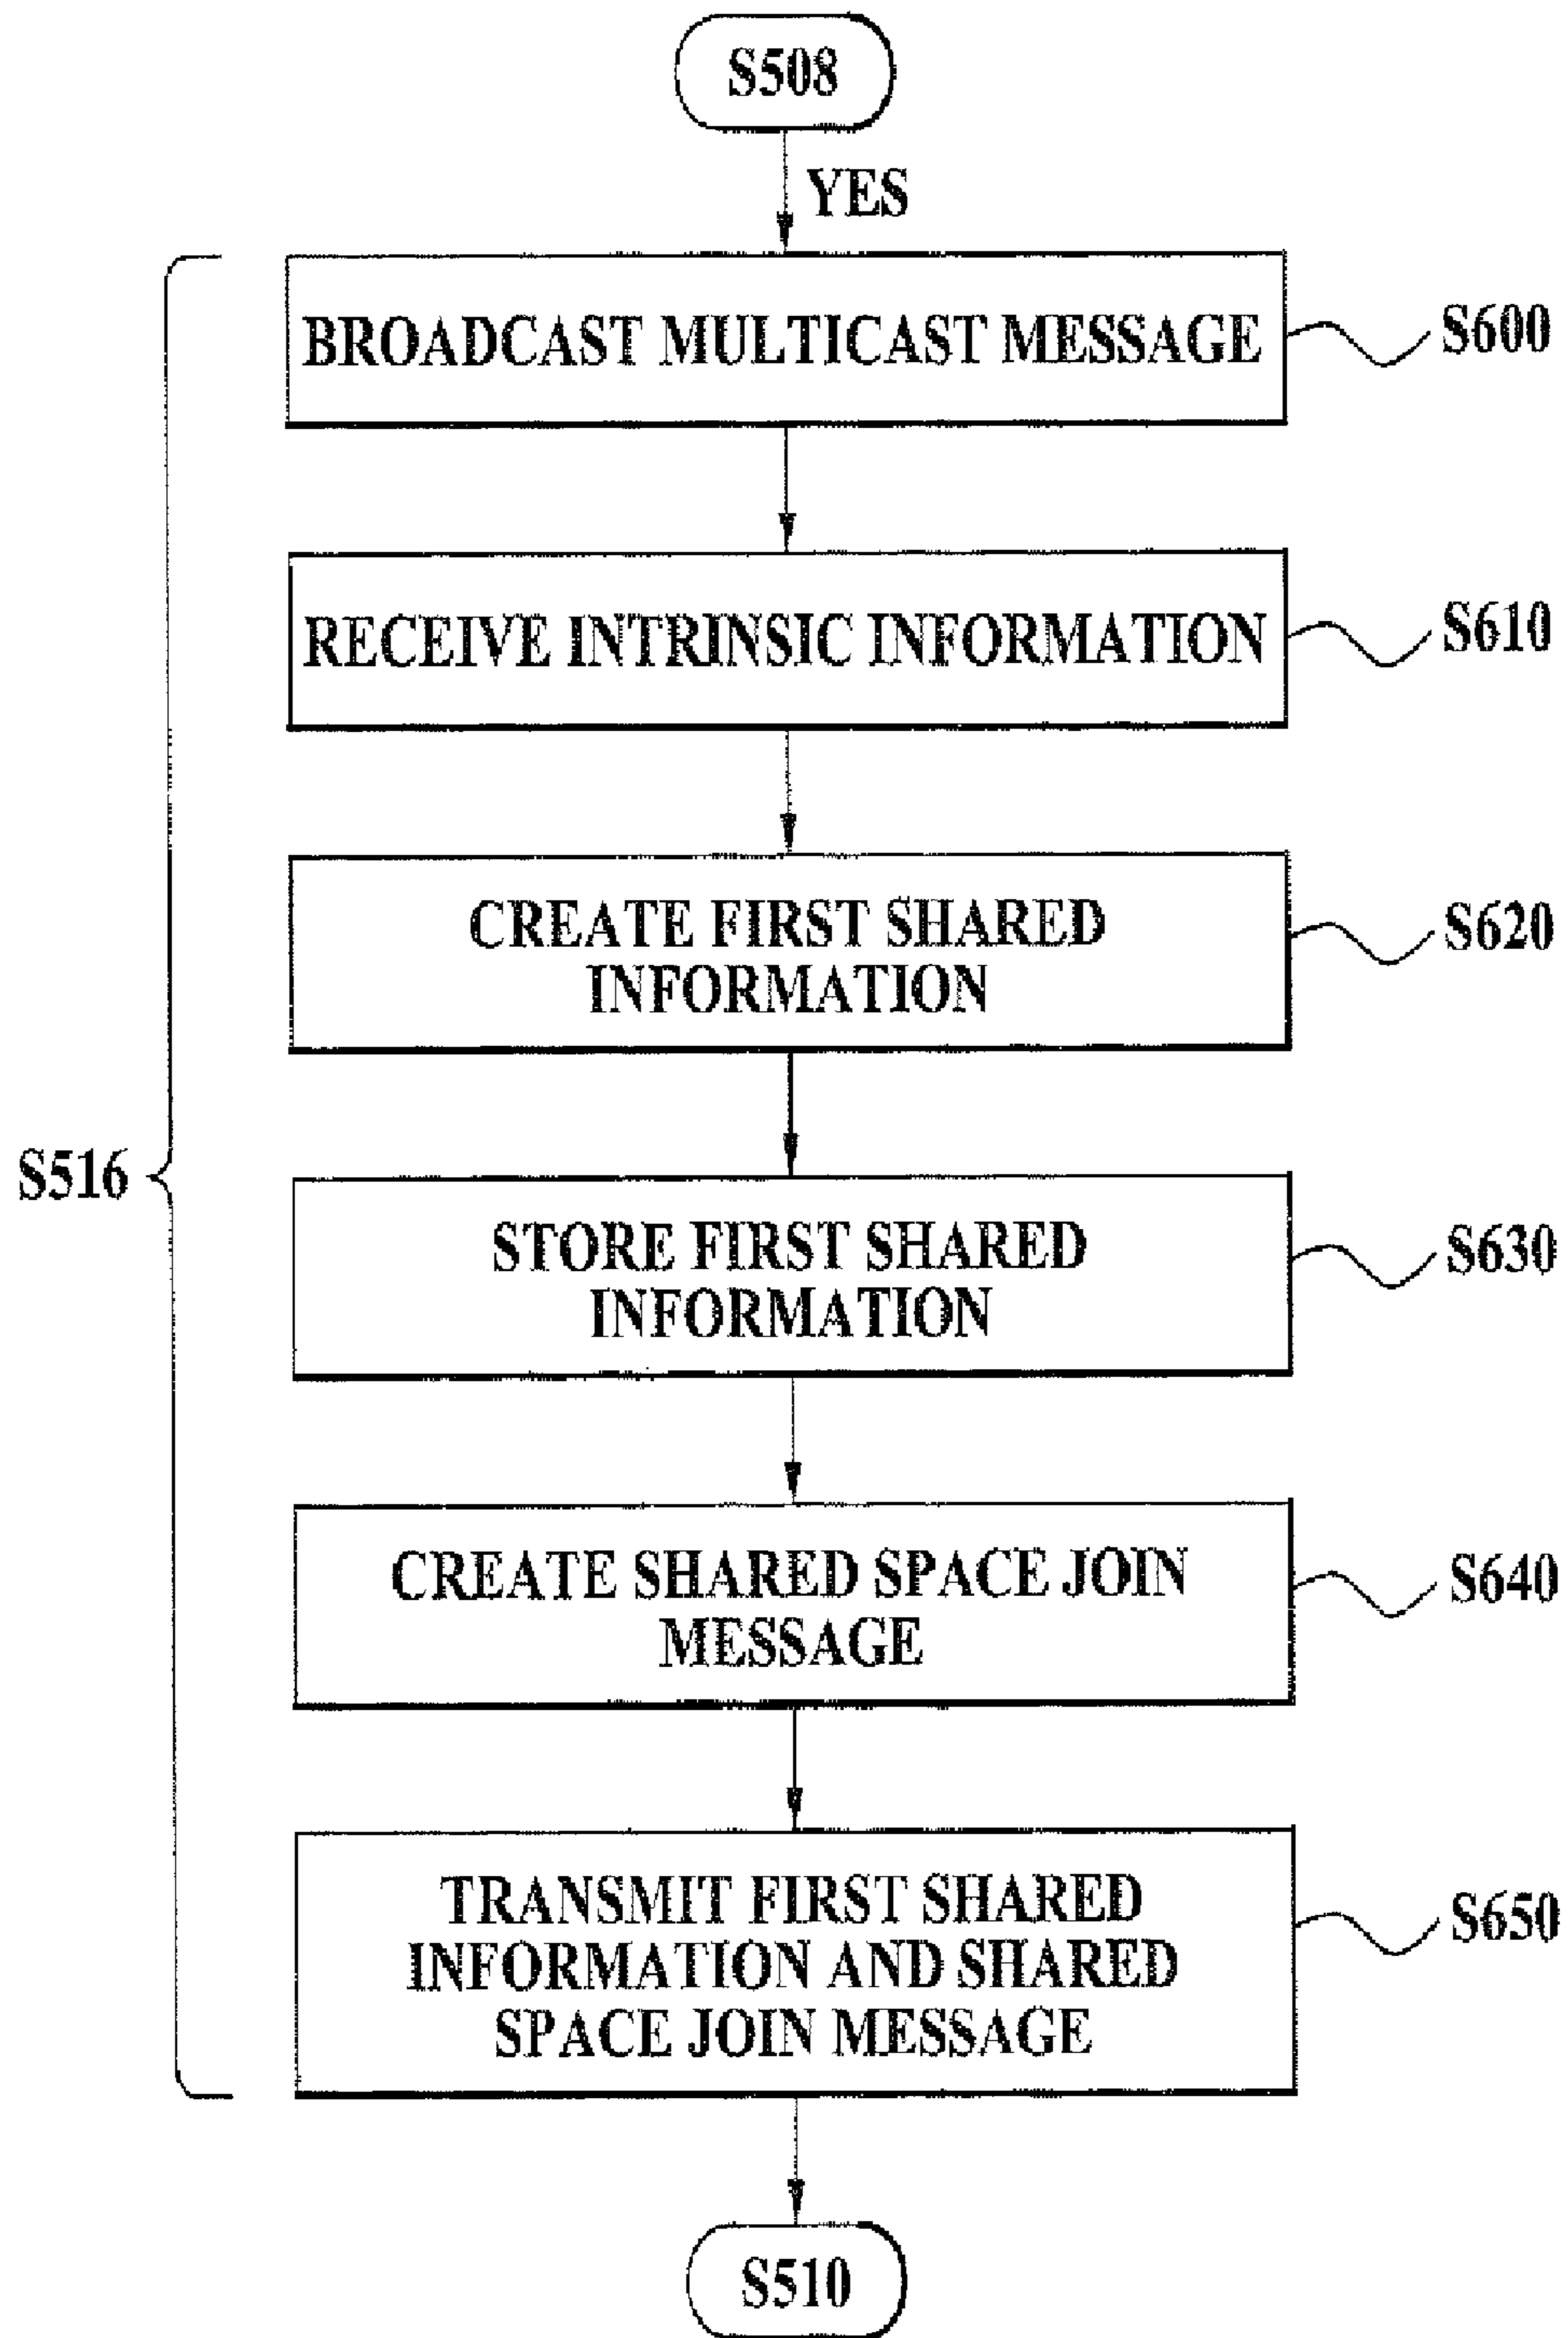 S508
YES
BROADCAST MULTICAST MESSAGE
S600
RECEIVE INTRINSIC INFORMATION
S610
CREATE FIRST SHARED
INFORMATION
S620
S516
STORE FIRST SHARED
INFORMATION
S630
CREATE SHARED SPACE JOIN
MESSAGE
S640
TRANSMIT FIRST SHARED
INFORMATION AND SHARED
SPACE JOIN MESSAGE
S650
S510